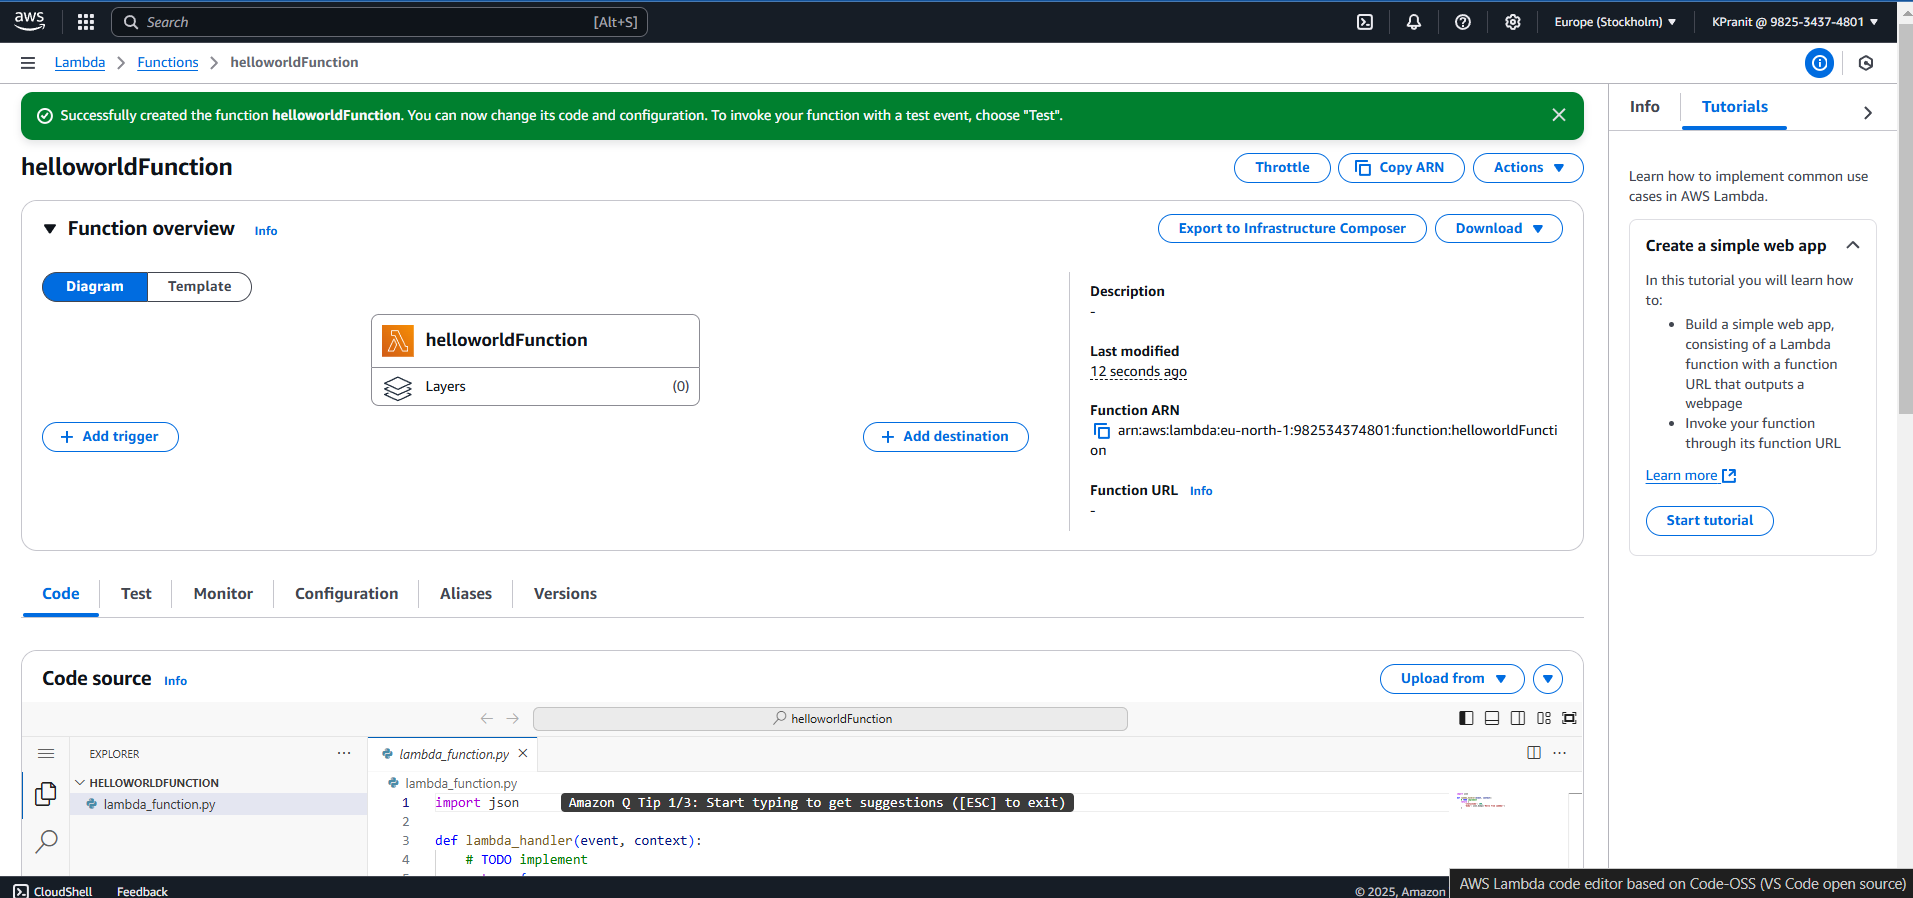 aws
Search
[Alt+S]
Europe (Stockholm)
KPranit @ 9825-3437-4801
Lambda
Functions
helloworldFunction
Successfully created the function helloworldFunction. You can now change its code and configuration. To invoke your function with a test event, choose "Test".
helloworldFunction
Throttle
Copy ARN
Actions
Function overview
Info
Export to Infrastructure Composer
Download
Diagram
Template
helloworldFunction
Layers
(0)
Add trigger
Add destination
Description
-
Last modified
12 seconds ago
Function ARN
arn:aws:lambda:eu-north-1:982534374801:function:helloworldFuncti
on
Function URL
Info
-
Code
Test
Monitor
Configuration
Aliases
Versions
Code source
Info
Upload from
helloworldFunction
EXPLORER
HELLOWORLDFUNCTION
lambda_function.py
lambda_function.py
lambda_function.py
1 import json
Amazon Q Tip 1/3: Start typing to get suggestions ([ESC] to exit)
2
3 def lambda_handler(event, context):
4 # TODO implement
Info
Tutorials
Learn how to implement common use
cases in AWS Lambda.
Create a simple web app
In this tutorial you will learn how
to:
• Build a simple web app,
consisting of a Lambda
function with a function
URL that outputs a
webpage
• Invoke your function
through its function URL
Learn more
Start tutorial
CloudShell
Feedback
© 2025, Amazon
AWS Lambda code editor based on Code-OSS (VS Code open source)